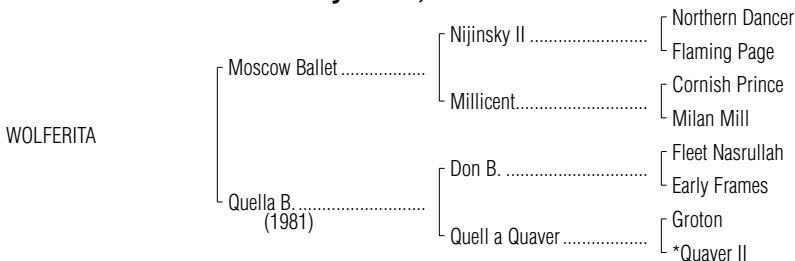 Northern Dancer
Nijinsky II ........................
Flaming Page
Moscow Ballet .................
Cornish Prince
Millicent...........................
Milan Mill
WOLFERITA
Fleet Nasrullah
Don B. .............................
Early Frames
Quella B. .........................
(1981)
Groton
Quell a Quaver .................
*Quaver II